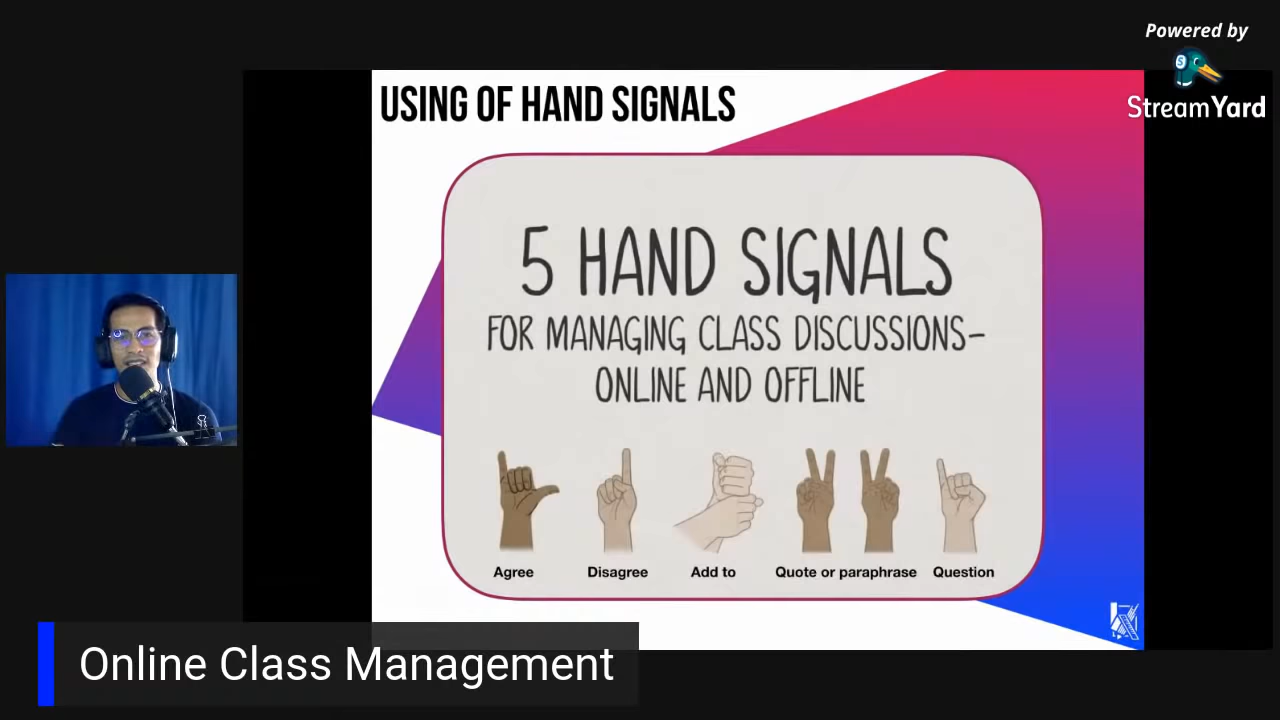 Powered by
StreamYard
USING OF HAND SIGNALS
5 HAND SIGNALS
FOR MANAGING CLASS DISCUSSIONS–
ONLINE AND OFFLINE
Agree Disagree Add to Quote or paraphrase Question
Online Class Management